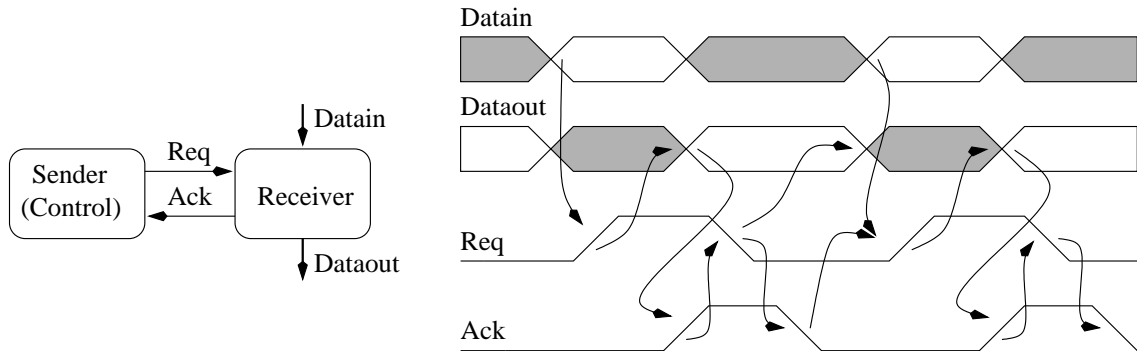 Datain
Req
Ack
Sender
(Control)
Receiver
Dataout
Datain
Dataout
Req
Ack